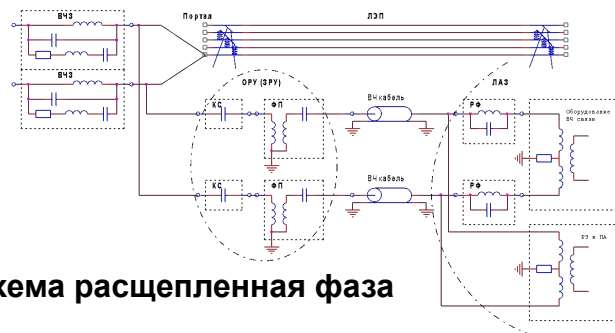 ВЧЗ
Портал
ЛЭП
ВЧЗ
ОРУ (ЗРУ)
ЛАЗ
КС
ФП
ВЧ кабель
РФ
Оборудование
ВЧ связи
КС
ФП
ВЧ кабель
РФ
РЗ и ПА
хема расщепленная фаза